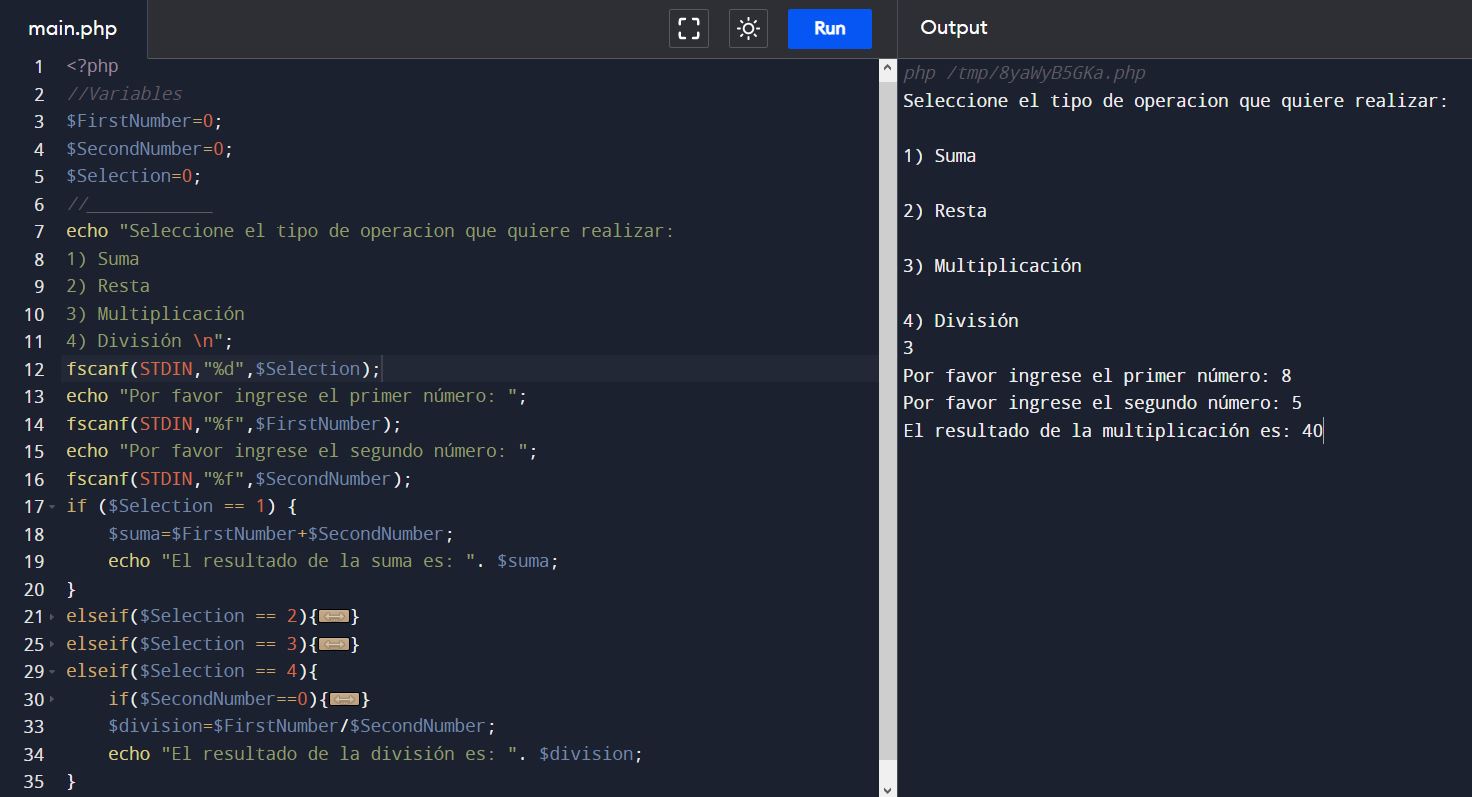 main.php
Run
1 <?php
2 //Variables
3 $FirstNumber=0;
4 $SecondNumber=0;
5 $Selection=0;
6 //____________
7 echo "Seleccione el tipo de operacion que quiere realizar:
8 1) Suma
9 2) Resta
10 3) Multiplicación
11 4) División \n";
12 fscanf(STDIN,"%d",$Selection);
13 echo "Por favor ingrese el primer número: ";
14 fscanf(STDIN,"%f",$FirstNumber);
15 echo "Por favor ingrese el segundo número: ";
16 fscanf(STDIN,"%f",$SecondNumber);
17 if ($Selection == 1) {
18     $suma=$FirstNumber+$SecondNumber;
19     echo "El resultado de la suma es: ". $suma;
20 }
21 elseif($Selection == 2){}
25 elseif($Selection == 3){}
29 elseif($Selection == 4){
30     if($SecondNumber==0){}
33     $division=$FirstNumber/$SecondNumber;
34     echo "El resultado de la división es: ". $division;
35 }
Output
php /tmp/8yaWyB5GKa.php
Seleccione el tipo de operacion que quiere realizar:
1) Suma
2) Resta
3) Multiplicación
4) División
3
Por favor ingrese el primer número: 8
Por favor ingrese el segundo número: 5
El resultado de la multiplicación es: 40